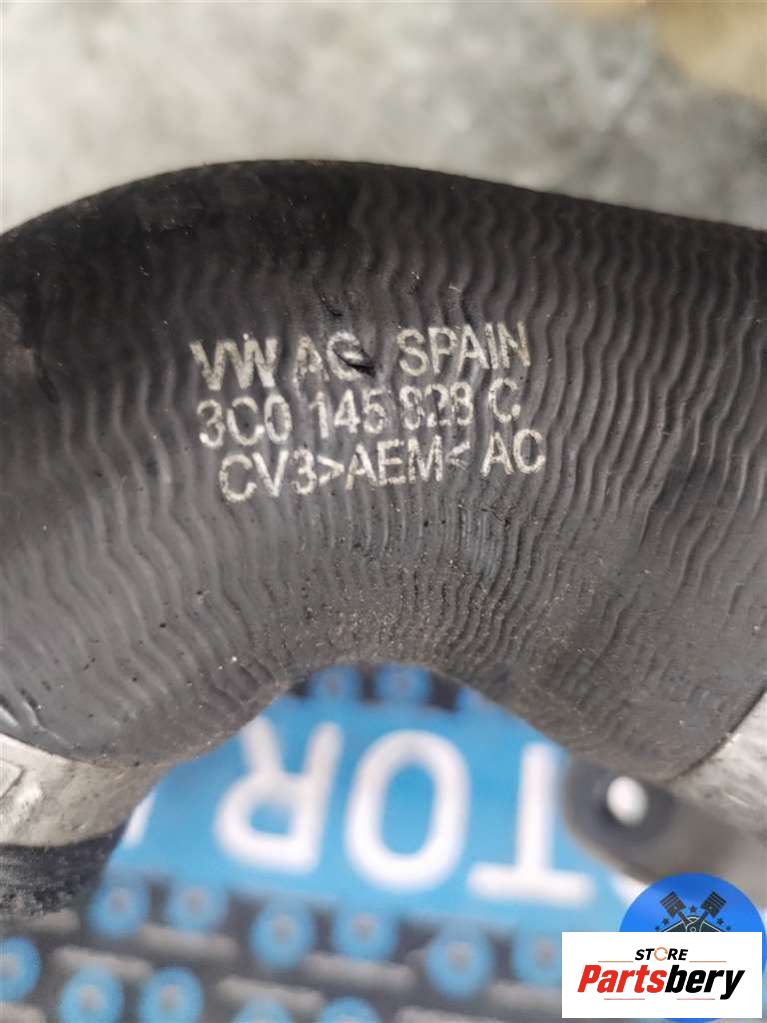 VW AG SPAIN
3C0 145 828 C
CV3>AEM< AC
TOR
STORE
Partsbery